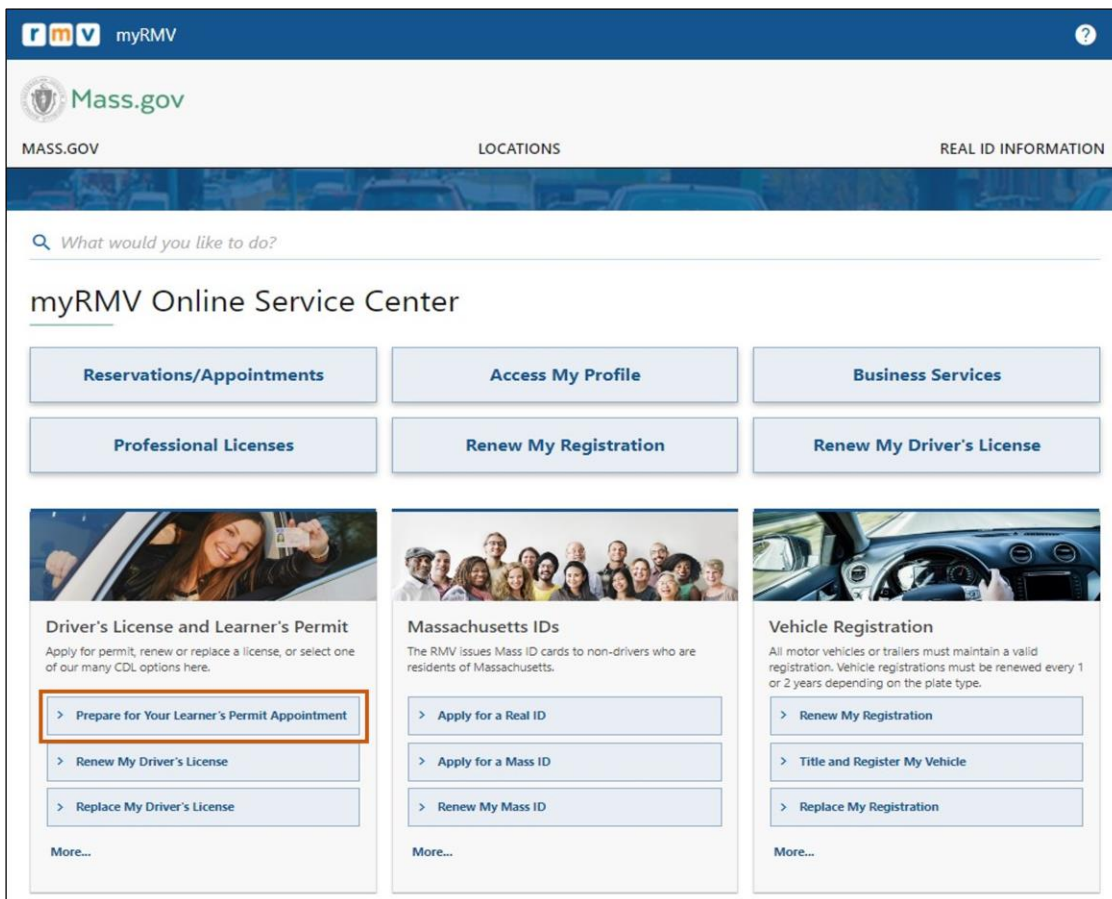 rmv myRMV ?
Mass.gov
MASS.GOV LOCATIONS REAL ID INFORMATION
What would you like to do?
myRMV Online Service Center
Reservations/Appointments Access My Profile Business Services
Professional Licenses Renew My Registration Renew My Driver's License
Driver's License and Learner's Permit
Apply for permit, renew or replace a license, or select one
of our many CDL options here.
> Prepare for Your Learner's Permit Appointment
> Renew My Driver's License
> Replace My Driver's License
More...
Massachusetts IDs
The RMV issues Mass ID cards to non-drivers who are
residents of Massachusetts.
> Apply for a Real ID
> Apply for a Mass ID
> Renew My Mass ID
More...
Vehicle Registration
All motor vehicles or trailers must maintain a valid
registration. Vehicle registrations must be renewed every 1
or 2 years depending on the plate type.
> Renew My Registration
> Title and Register My Vehicle
> Replace My Registration
More...